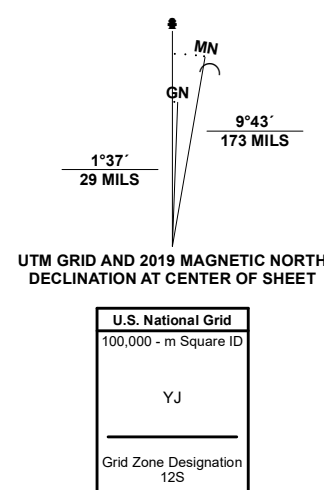 MN
GN
9°43´
173 MILS
1°37´
29 MILS
UTM GRID AND 2019 MAGNETIC NORTH
DECLINATION AT CENTER OF SHEET
U.S. National Grid
100,000 - m Square ID
YJ
Grid Zone Designation
12S